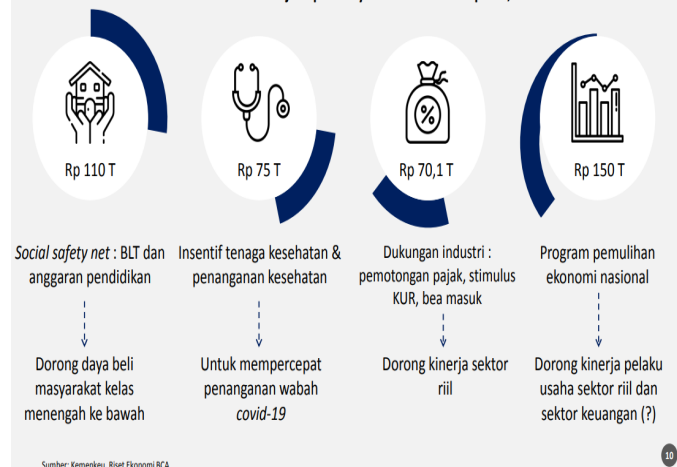 Rp 110 T
Rp 75 T
Rp 70,1 T
Rp 150 T
Social safety net : BLT dan
anggaran pendidikan
Insentif tenaga kesehatan &
penanganan kesehatan
Dukungan industri :
pemotongan pajak, stimulus
KUR, bea masuk
Program pemulihan
ekonomi nasional
Dorong daya beli
masyarakat kelas
menengah ke bawah
Untuk mempercepat
penanganan wabah
covid-19
Dorong kinerja sektor
riil
Dorong kinerja pelaku
usaha sektor riil dan
sektor keuangan (?)
Sumber: Kemenkeu, Riset Ekonomi BCA
10